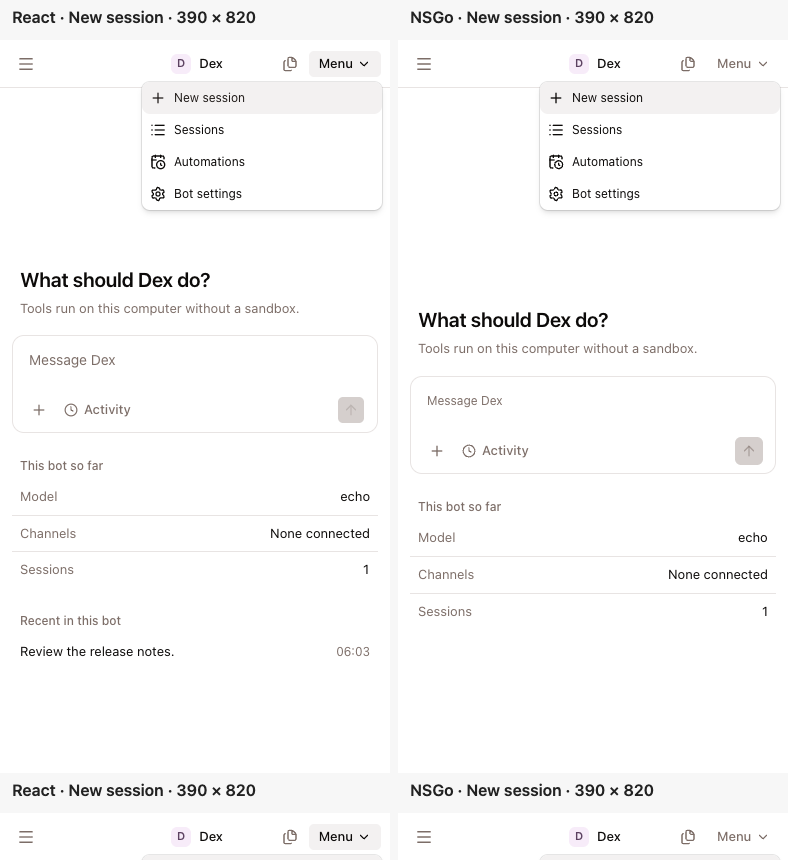 React · New session · 390 × 820
D Dex Menu
New session
Sessions
Automations
Bot settings
What should Dex do?
Tools run on this computer without a sandbox.
Message Dex
Activity
This bot so far
Model echo
Channels None connected
Sessions 1
Recent in this bot
Review the release notes. 06:03
NSGo · New session · 390 × 820
D Dex Menu
New session
Sessions
Automations
Bot settings
What should Dex do?
Tools run on this computer without a sandbox.
Message Dex
Activity
This bot so far
Model echo
Channels None connected
Sessions 1
React · New session · 390 × 820
D Dex Menu
NSGo · New session · 390 × 820
D Dex Menu